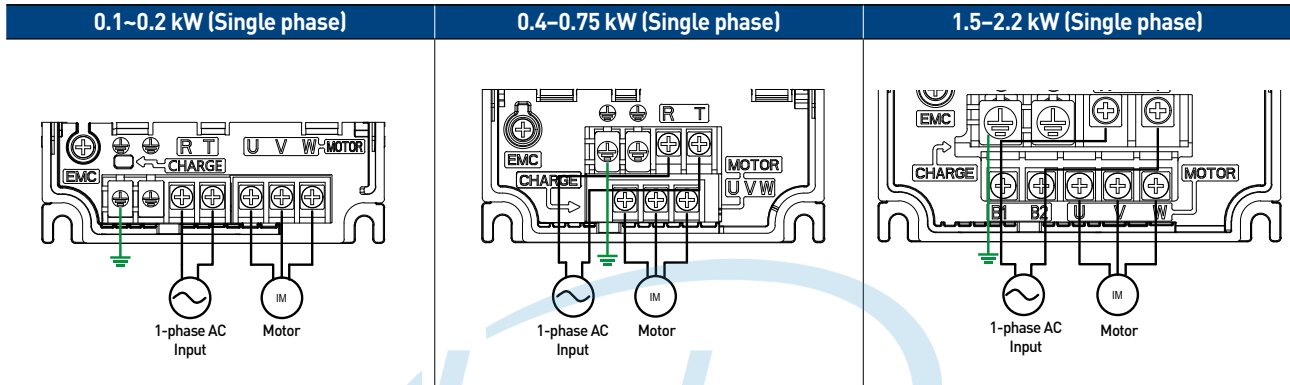 0.1~0.2 kW (Single phase)
0.4–0.75 kW (Single phase)
1.5–2.2 kW (Single phase)
R T U V W MOTOR
CHARGE
EMC
IM
1-phase AC
Input
Motor
R T
EMC
MOTOR
CHARGE
U V W
IM
1-phase AC
Input
Motor
EMC
CHARGE
MOTOR
B1 B2 U V W
IM
1-phase AC
Input
Motor